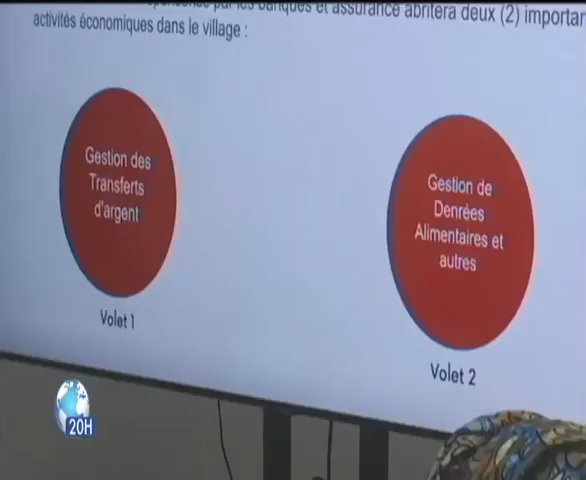 par les banques et assurance abritera deux (2) importan
activités économiques dans le village :
Gestion des
Transferts
d'argent
Volet 1
Gestion de
Denrées
Alimentaires et
autres
Volet 2
20H